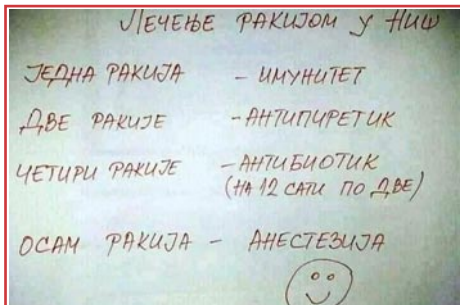 ЛЕЧЕЊЕ РАКИЈОМ У НИШ
ЈЕДНА РАКИЈА - ИМУНИТЕТ
ДВЕ РАКИЈЕ - АНТИПИРЕТИК
ЧЕТИРИ РАКИЈЕ - АНТИБИОТИК
(НА 12 САТИ ПО ДВЕ)
ОСАМ РАКИЈА - АНЕСТЕЗИЈА